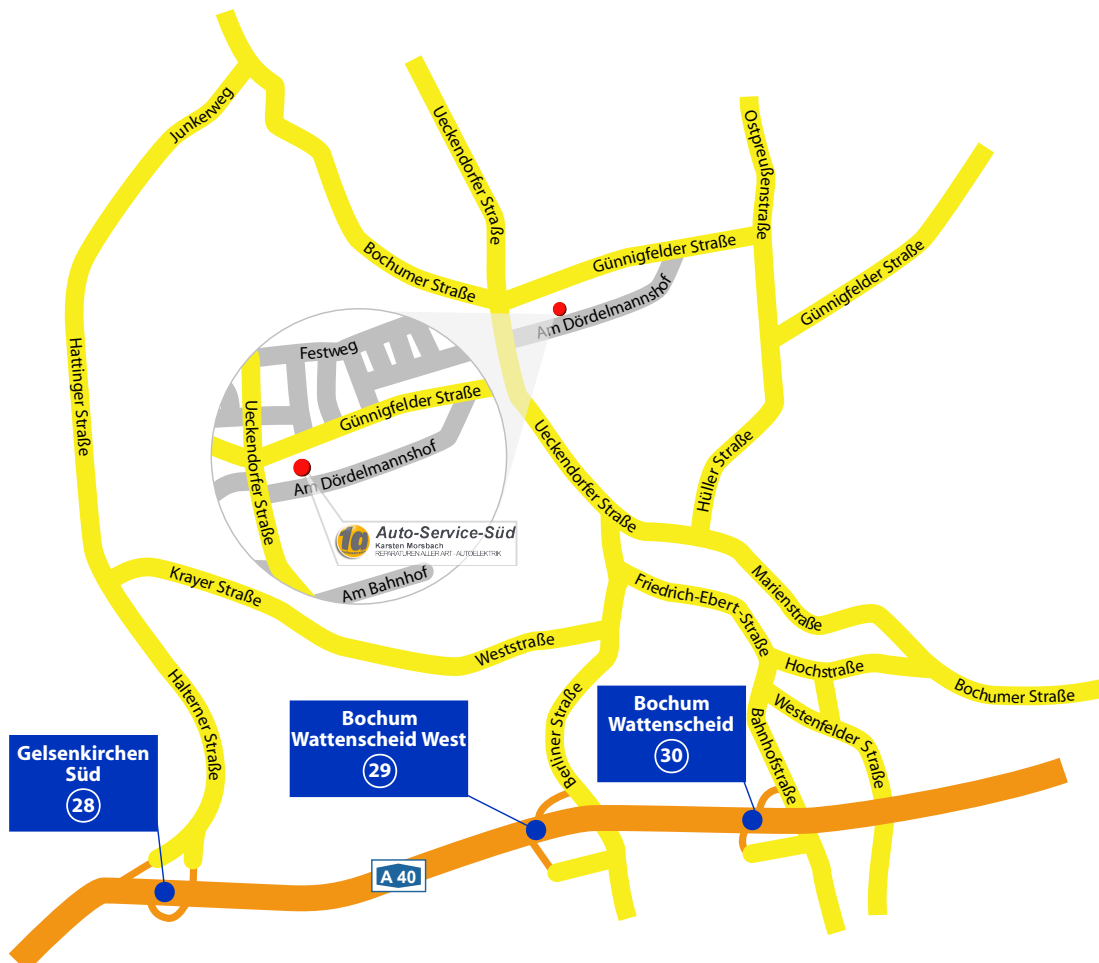 Junkerweg
Ueckendorfer Straße
Ostpreußenstraße
Bochumer Straße
Günnigfelder Straße
Günnigfelder Straße
Am Dördelmannshof
Hattinger Straße
Festweg
Ueckendorfer Straße
Günnigfelder Straße
Am Dördelmannshof
Ueckendorfer Straße
Hüller Straße
1a
Auto-Service-Süd
Karsten Morsbach
REPARATUREN ALLER ART - AUTOELEKTRIK
Am Bahnhof
Krayer Straße
Friedrich-Ebert-Straße
Marienstraße
Weststraße
Hochstraße
Bochumer Straße
Halterner Straße
Berliner Straße
Bahnhofstraße
Westenfelder Straße
Gelsenkirchen
Süd
28
Bochum
Wattenscheid West
29
Bochum
Wattenscheid
30
A 40